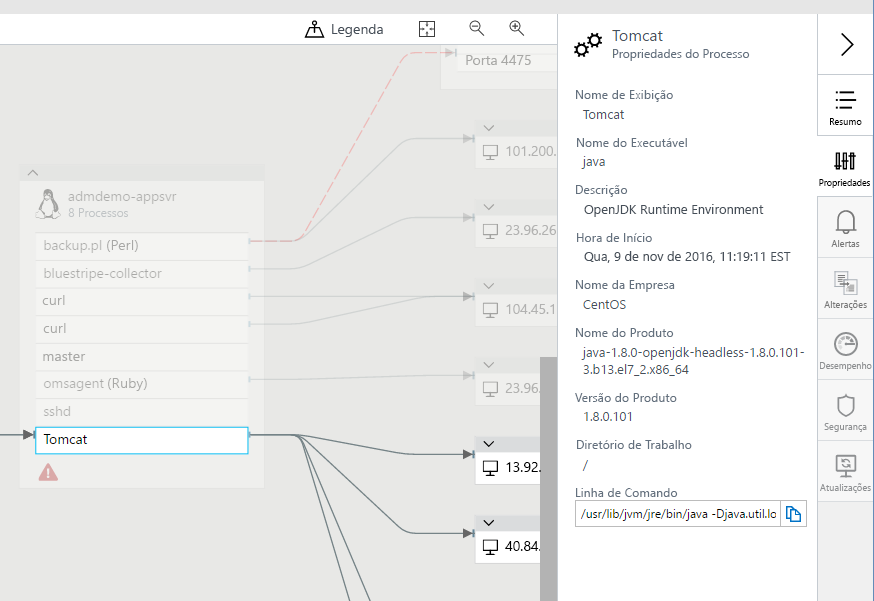 Legenda
Porta 4475
101.200.
23.96.26
104.45.1
23.96.
13.92.
40.84.
admdemo-appsvr
8 Processos
backup.pl (Perl)
bluestripe-collector
curl
curl
master
omsagent (Ruby)
sshd
Tomcat
Tomcat
Propriedades do Processo
Nome de Exibição
Tomcat
Nome do Executável
java
Descrição
OpenJDK Runtime Environment
Hora de Início
Qua, 9 de nov de 2016, 11:19:11 EST
Nome da Empresa
CentOS
Nome do Produto
java-1.8.0-openjdk-headless-1.8.0.101-
3.b13.el7_2.x86_64
Versão do Produto
1.8.0.101
Diretório de Trabalho
/
Linha de Comando
/usr/lib/jvm/jre/bin/java -Djava.util.lo
Resumo
Propriedades
Alertas
Alterações
Desempenho
Segurança
Atualizações